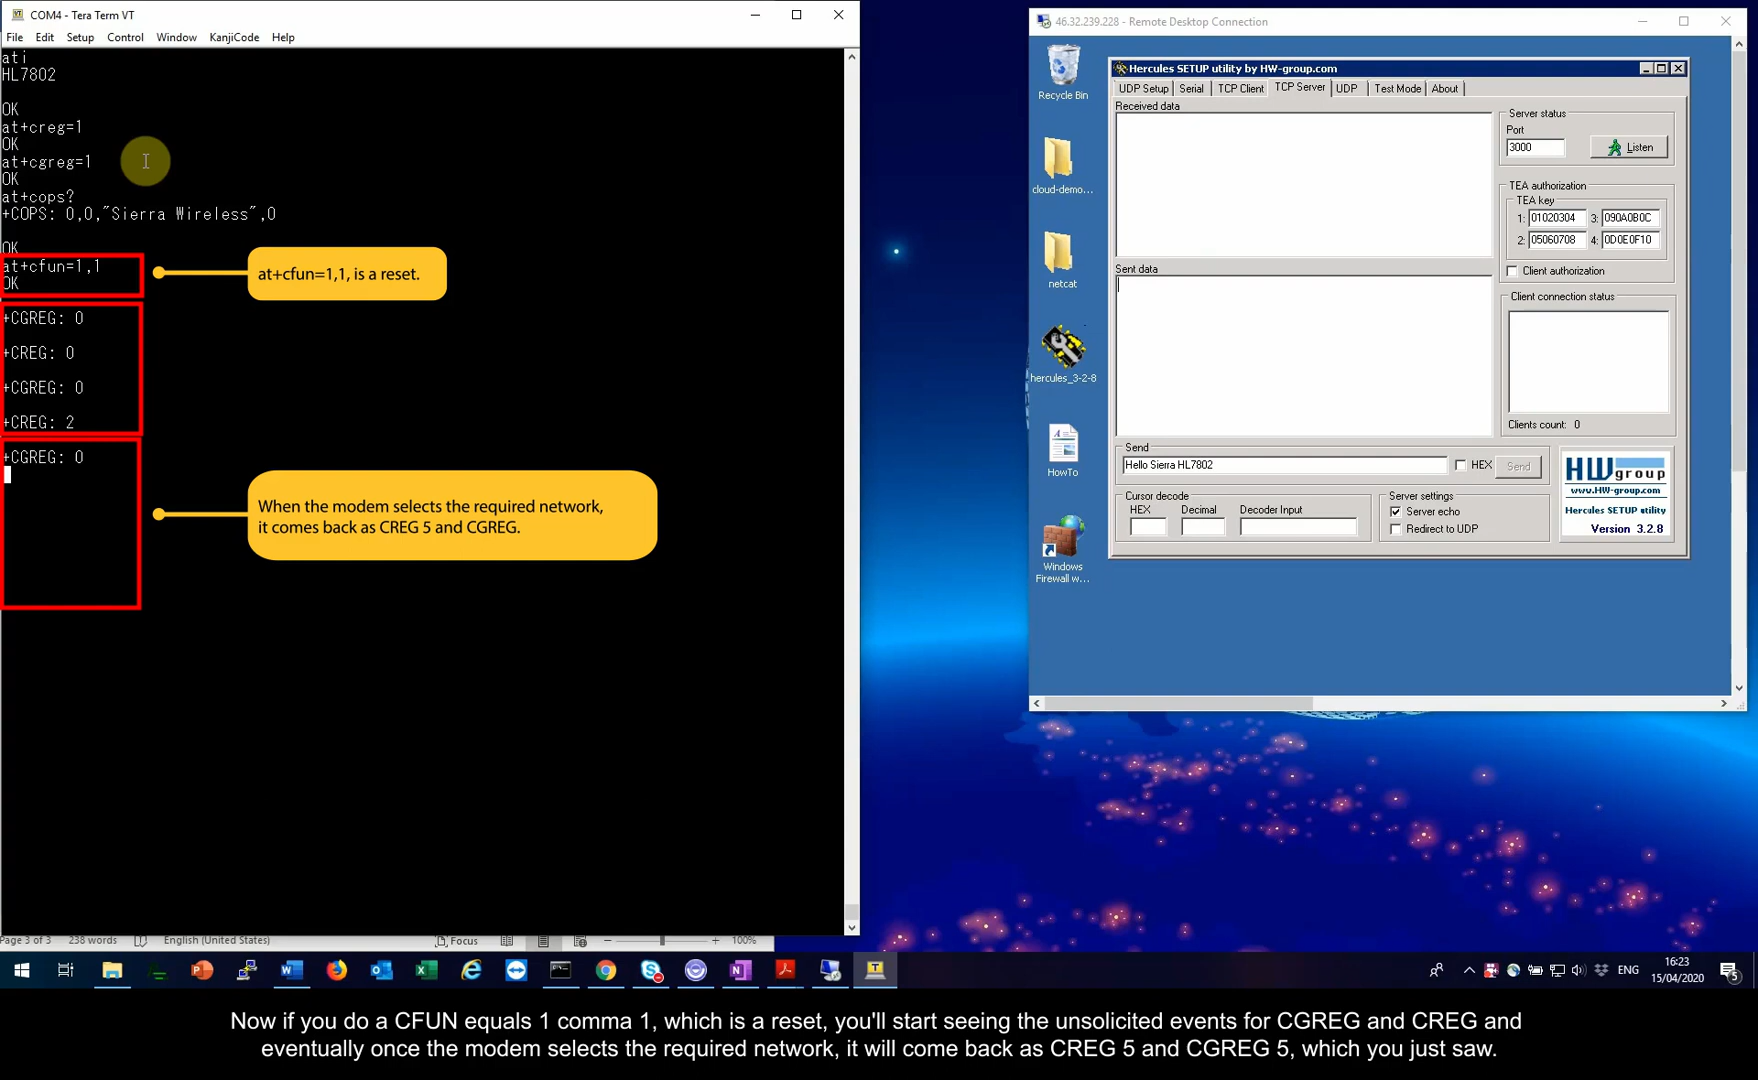 COM4 - Tera Term VT
File Edit Setup Control Window KanjiCode Help
ati
HL7802
OK
at+creg=1
OK
at+cgreg=1
OK
at+cops?
+COPS: 0,0,"Sierra Wireless",0
OK
at+cfun=1,1
OK
+CGREG: 0
+CREG: 0
+CGREG: 0
+CREG: 2
+CGREG: 0
at+cfun=1,1, is a reset.
When the modem selects the required network,
it comes back as CREG 5 and CGREG.
Page 3 of 3 238 words English (United States) Focus 100%
46.32.239.228 - Remote Desktop Connection
Recycle Bin
cloud-demo...
netcat
hercules_3-2-8
HowTo
Windows
Firewall w...
Hercules SETUP utility by HW-group.com
UDP Setup Serial TCP Client TCP Server UDP Test Mode About
Received data
Sent data
Server status
Port
3000 Listen
TEA authorization
TEA key
1: 01020304 3: 090A0B0C
2: 05060708 4: 0D0E0F10
Client authorization
Client connection status
Clients count: 0
Send
Hello Sierra HL7802 HEX Send
Cursor decode
HEX Decimal Decoder Input
Server settings
Server echo
Redirect to UDP
HWgroup
www.HW-group.com
Hercules SETUP utility
Version 3.2.8
ENG
16:23
15/04/2020
5
Now if you do a CFUN equals 1 comma 1, which is a reset, you'll start seeing the unsolicited events for CGREG and CREG and
eventually once the modem selects the required network, it will come back as CREG 5 and CGREG 5, which you just saw.